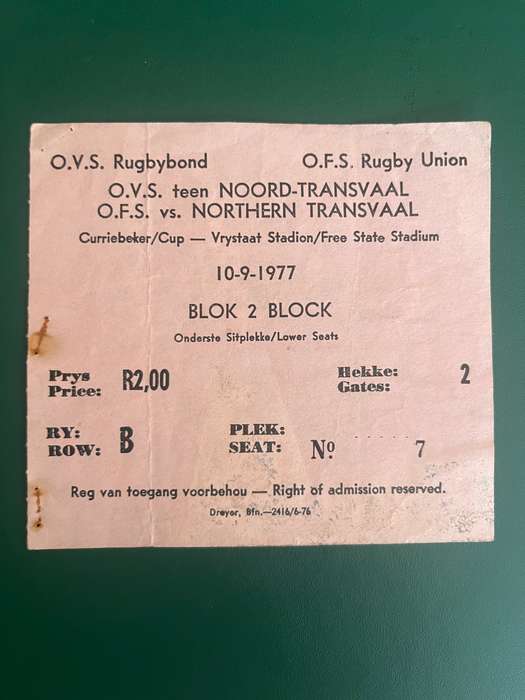 O.V.S. Rugbybond O.F.S. Rugby Union
O.V.S. teen NOORD-TRANSVAAL
O.F.S. vs. NORTHERN TRANSVAAL
Curriebeker/Cup — Vrystaat Stadion/Free State Stadium
10-9-1977
BLOK 2 BLOCK
Onderste Sitplekke/Lower Seats
Prys
Price: R2,00
Hekke:
Gates: 2
RY:
ROW: B
PLEK:
SEAT: Nº ..... 7
Reg van toegang voorbehou — Right of admission reserved.
Dreyer, Bfn.—2416/6-76